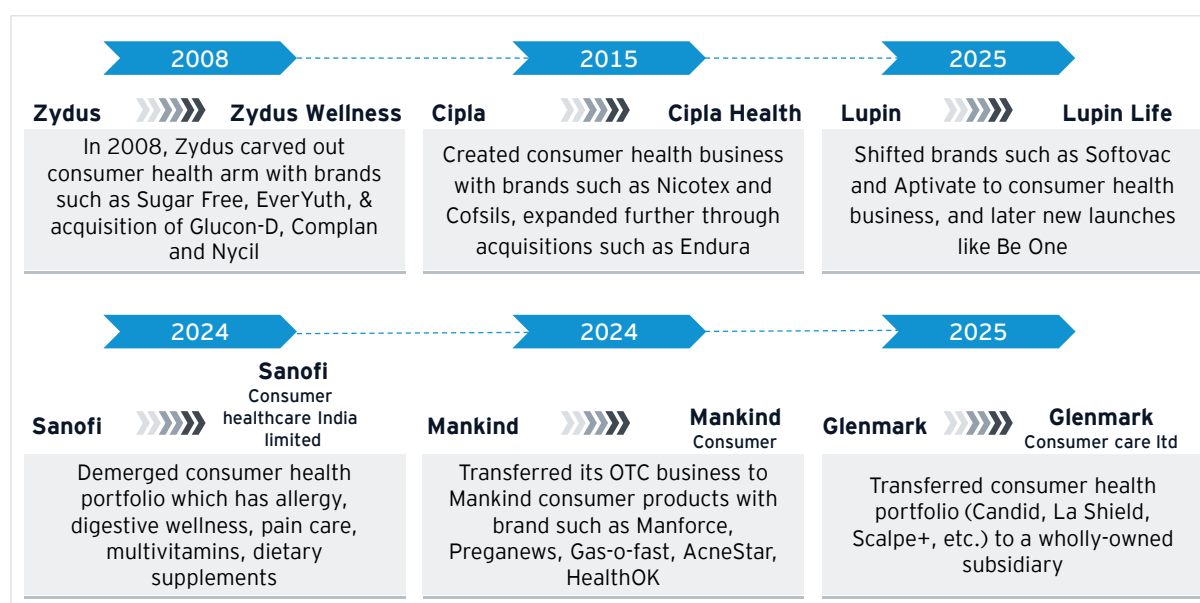 2008
2015
2025
Zydus
Zydus Wellness
In 2008, Zydus carved out
consumer health arm with brands
such as Sugar Free, EverYuth, &
acquisition of Glucon-D, Complan
and Nycil
Cipla
Cipla Health
Created consumer health business
with brands such as Nicotex and
Cofsils, expanded further through
acquisitions such as Endura
Lupin
Lupin Life
Shifted brands such as Softovac
and Aptivate to consumer health
business, and later new launches
like Be One
2024
2024
2025
Sanofi
Sanofi
Consumer
healthcare India
limited
Demerged consumer health
portfolio which has allergy,
digestive wellness, pain care,
multivitamins, dietary
supplements
Mankind
Mankind
Consumer
Transferred its OTC business to
Mankind consumer products with
brand such as Manforce,
Preganews, Gas-o-fast, AcneStar,
HealthOK
Glenmark
Glenmark
Consumer care ltd
Transferred consumer health
portfolio (Candid, La Shield,
Scalpe+, etc.) to a wholly-owned
subsidiary